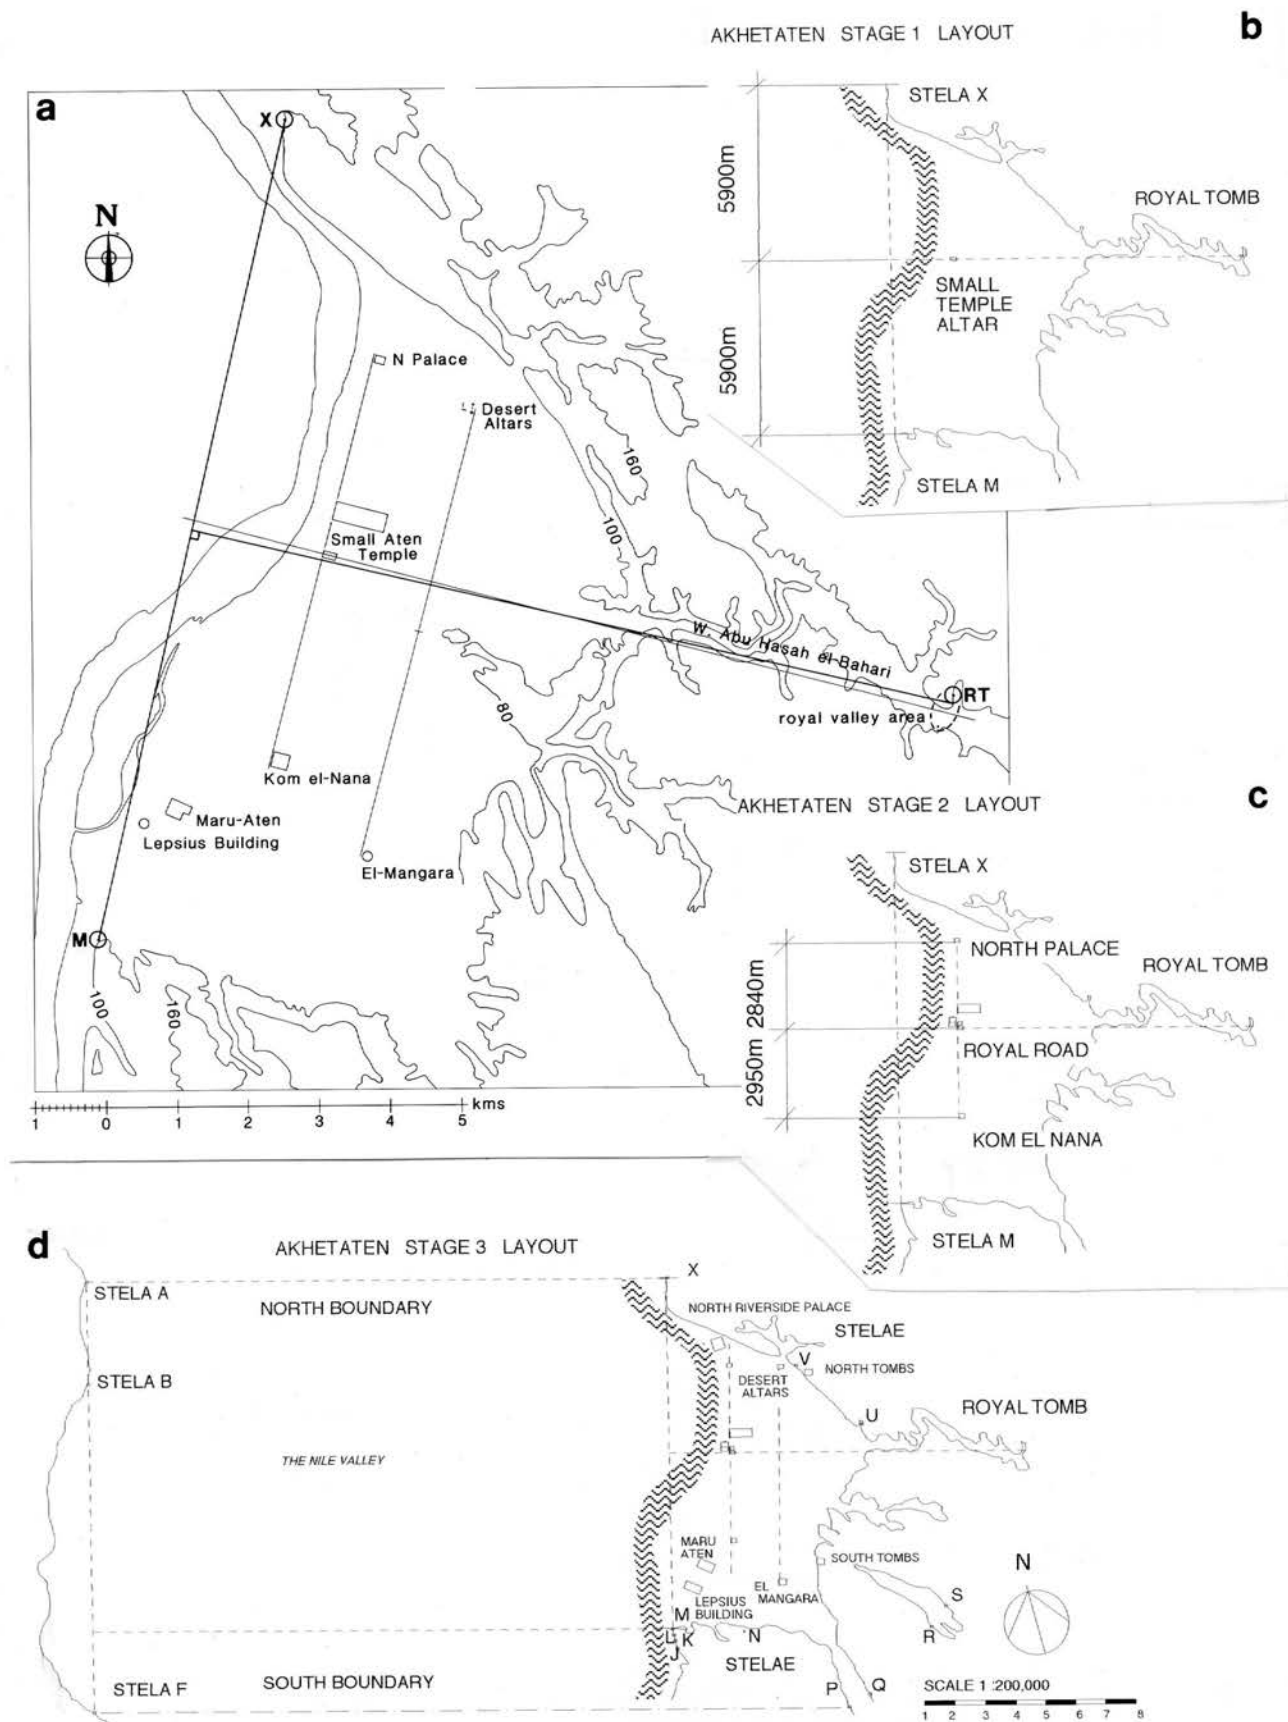 a
X
N
N Palace
Desert
Altars
160
100
Small Aten
Temple
W. Abu Hasah el-Bahari
RT
royal valley area
80
Kom el-Nana
Maru-Aten
Lepsius Building
El-Mangara
M
100
160
1 0 1 2 3 4 5 kms
b
AKHETATEN STAGE 1 LAYOUT
STELA X
5900m
ROYAL TOMB
SMALL
TEMPLE
ALTAR
5900m
STELA M
c
AKHETATEN STAGE 2 LAYOUT
STELA X
NORTH PALACE
ROYAL TOMB
2840m
ROYAL ROAD
2950m
KOM EL NANA
STELA M
d
AKHETATEN STAGE 3 LAYOUT
STELA A
NORTH BOUNDARY
X
NORTH RIVERSIDE PALACE
STELAE
V
NORTH TOMBS
STELA B
DESERT
ALTARS
U
ROYAL TOMB
THE NILE VALLEY
MARU
ATEN
SOUTH TOMBS
N
EL
MANGARA
LEPSIUS
BUILDING
S
M
R
L
K
J
N
STELAE
STELA F
SOUTH BOUNDARY
P
Q
SCALE 1 :200,000
1 2 3 4 5 6 7 8